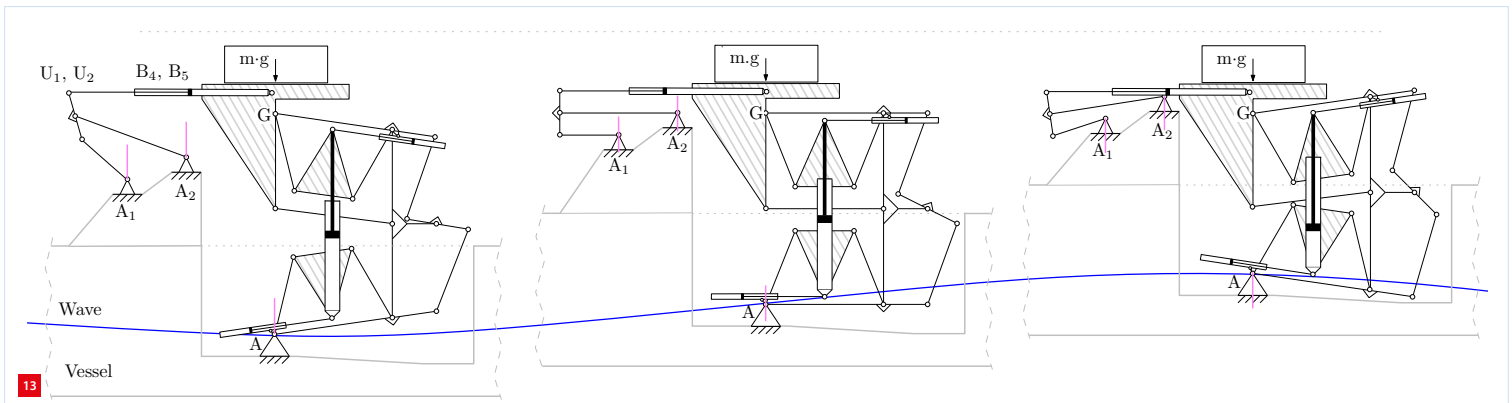 m·g
U₁, U₂
B₄, B₅
G
A₁
A₂
A
Wave
Vessel
13
m.g
G
A₁
A₂
A
m·g
G
A₁
A₂
A